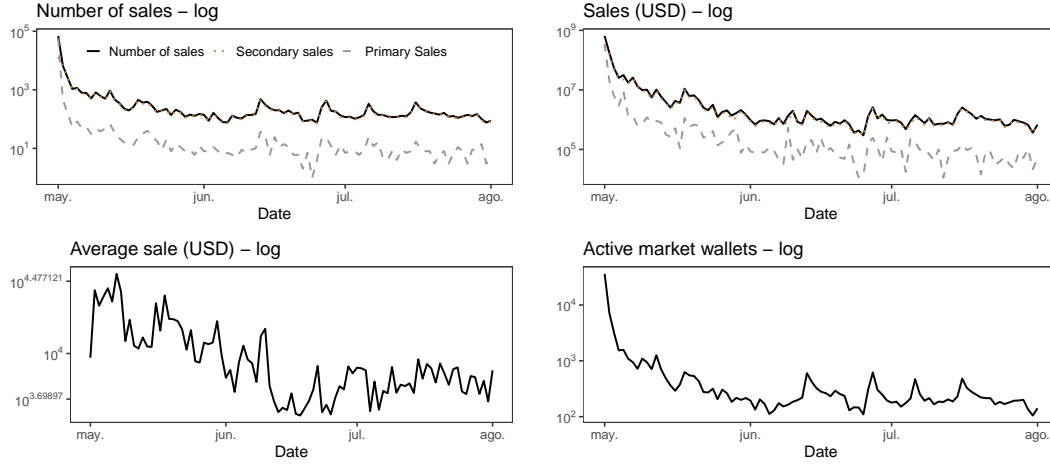 Number of sales − log
10^5
10^3
10^1
Number of sales Secondary sales Primary Sales
may. jun. jul. ago.
Date
Sales (USD) − log
10^9
10^7
10^5
may. jun. jul. ago.
Date
Average sale (USD) − log
10^4.477121
10^4
10^3.69897
may. jun. jul. ago.
Date
Active market wallets − log
10^4
10^3
10^2
may. jun. jul. ago.
Date